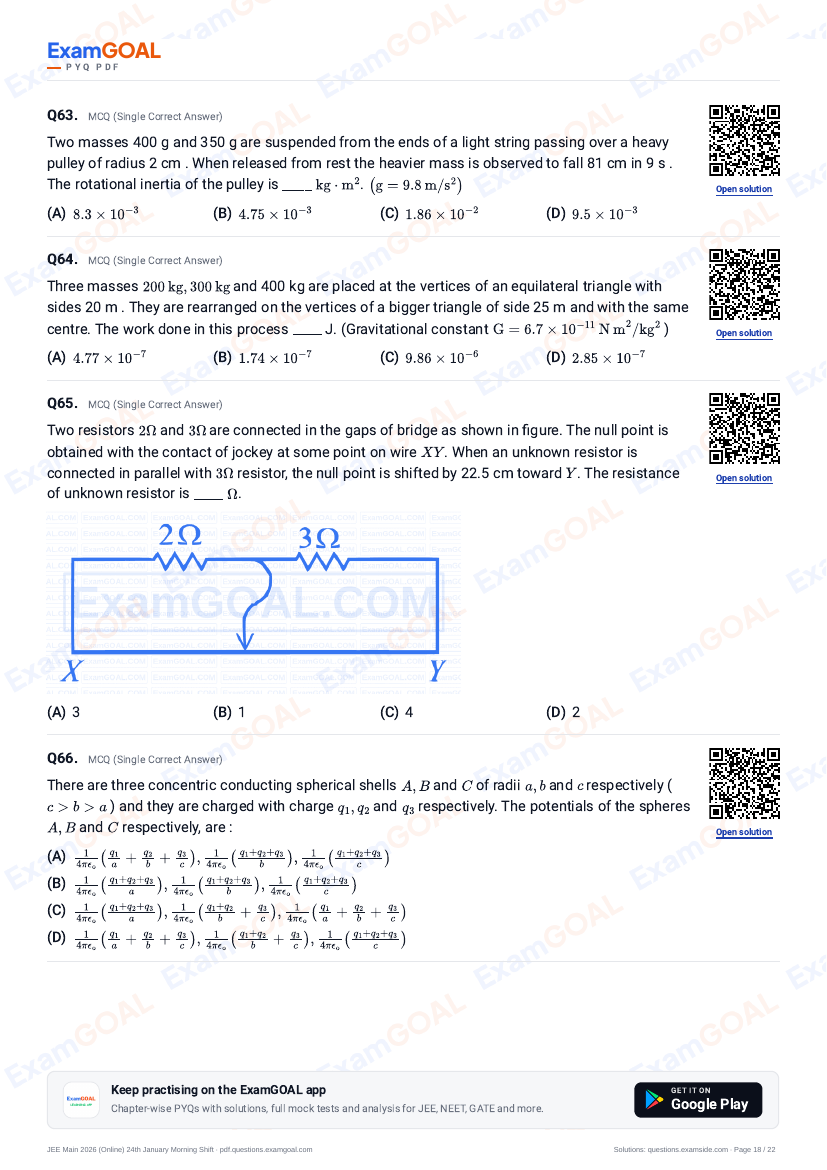 ExamGOAL
PYQ PDF
Q63. MCQ (Single Correct Answer)
Two masses 400 g and 350 g are suspended from the ends of a light string passing over a heavy
pulley of radius 2 cm . When released from rest the heavier mass is observed to fall 81 cm in 9 s .
The rotational inertia of the pulley is ____ kg · m². (g = 9.8 m/s²)
(A) 8.3 × 10⁻³ (B) 4.75 × 10⁻³ (C) 1.86 × 10⁻² (D) 9.5 × 10⁻³
Open solution
Q64. MCQ (Single Correct Answer)
Three masses 200 kg, 300 kg and 400 kg are placed at the vertices of an equilateral triangle with
sides 20 m . They are rearranged on the vertices of a bigger triangle of side 25 m and with the same
centre. The work done in this process ____ J. (Gravitational constant G = 6.7 × 10⁻¹¹ N m²/kg² )
(A) 4.77 × 10⁻⁷ (B) 1.74 × 10⁻⁷ (C) 9.86 × 10⁻⁶ (D) 2.85 × 10⁻⁷
Open solution
Q65. MCQ (Single Correct Answer)
Two resistors 2Ω and 3Ω are connected in the gaps of bridge as shown in figure. The null point is
obtained with the contact of jockey at some point on wire XY. When an unknown resistor is
connected in parallel with 3Ω resistor, the null point is shifted by 22.5 cm toward Y. The resistance
of unknown resistor is ____ Ω.
Open solution
2Ω 3Ω
ExamGOAL.COM
X Y
(A) 3 (B) 1 (C) 4 (D) 2
Q66. MCQ (Single Correct Answer)
There are three concentric conducting spherical shells A, B and C of radii a, b and c respectively (
c > b > a ) and they are charged with charge q₁, q₂ and q₃ respectively. The potentials of the spheres
A, B and C respectively, are :
Open solution
(A) 1/4πϵ₀ (q₁/a + q₂/b + q₃/c), 1/4πϵ₀ (q₁+q₂+q₃/b), 1/4πϵ₀ (q₁+q₂+q₃/c)
(B) 1/4πϵ₀ (q₁+q₂+q₃/a), 1/4πϵ₀ (q₁+q₂+q₃/b), 1/4πϵ₀ (q₁+q₂+q₃/c)
(C) 1/4πϵ₀ (q₁+q₂+q₃/a), 1/4πϵ₀ (q₁+q₂/b + q₃/c), 1/4πϵ₀ (q₁/a + q₂/b + q₃/c)
(D) 1/4πϵ₀ (q₁/a + q₂/b + q₃/c), 1/4πϵ₀ (q₁+q₂/b + q₃/c), 1/4πϵ₀ (q₁+q₂+q₃/c)
ExamGOAL
Keep practising on the ExamGOAL app
Chapter-wise PYQs with solutions, full mock tests and analysis for JEE, NEET, GATE and more.
GET IT ON
Google Play
JEE Main 2026 (Online) 24th January Morning Shift · pdf.questions.examgoal.com
Solutions: questions.examside.com · Page 18 / 22